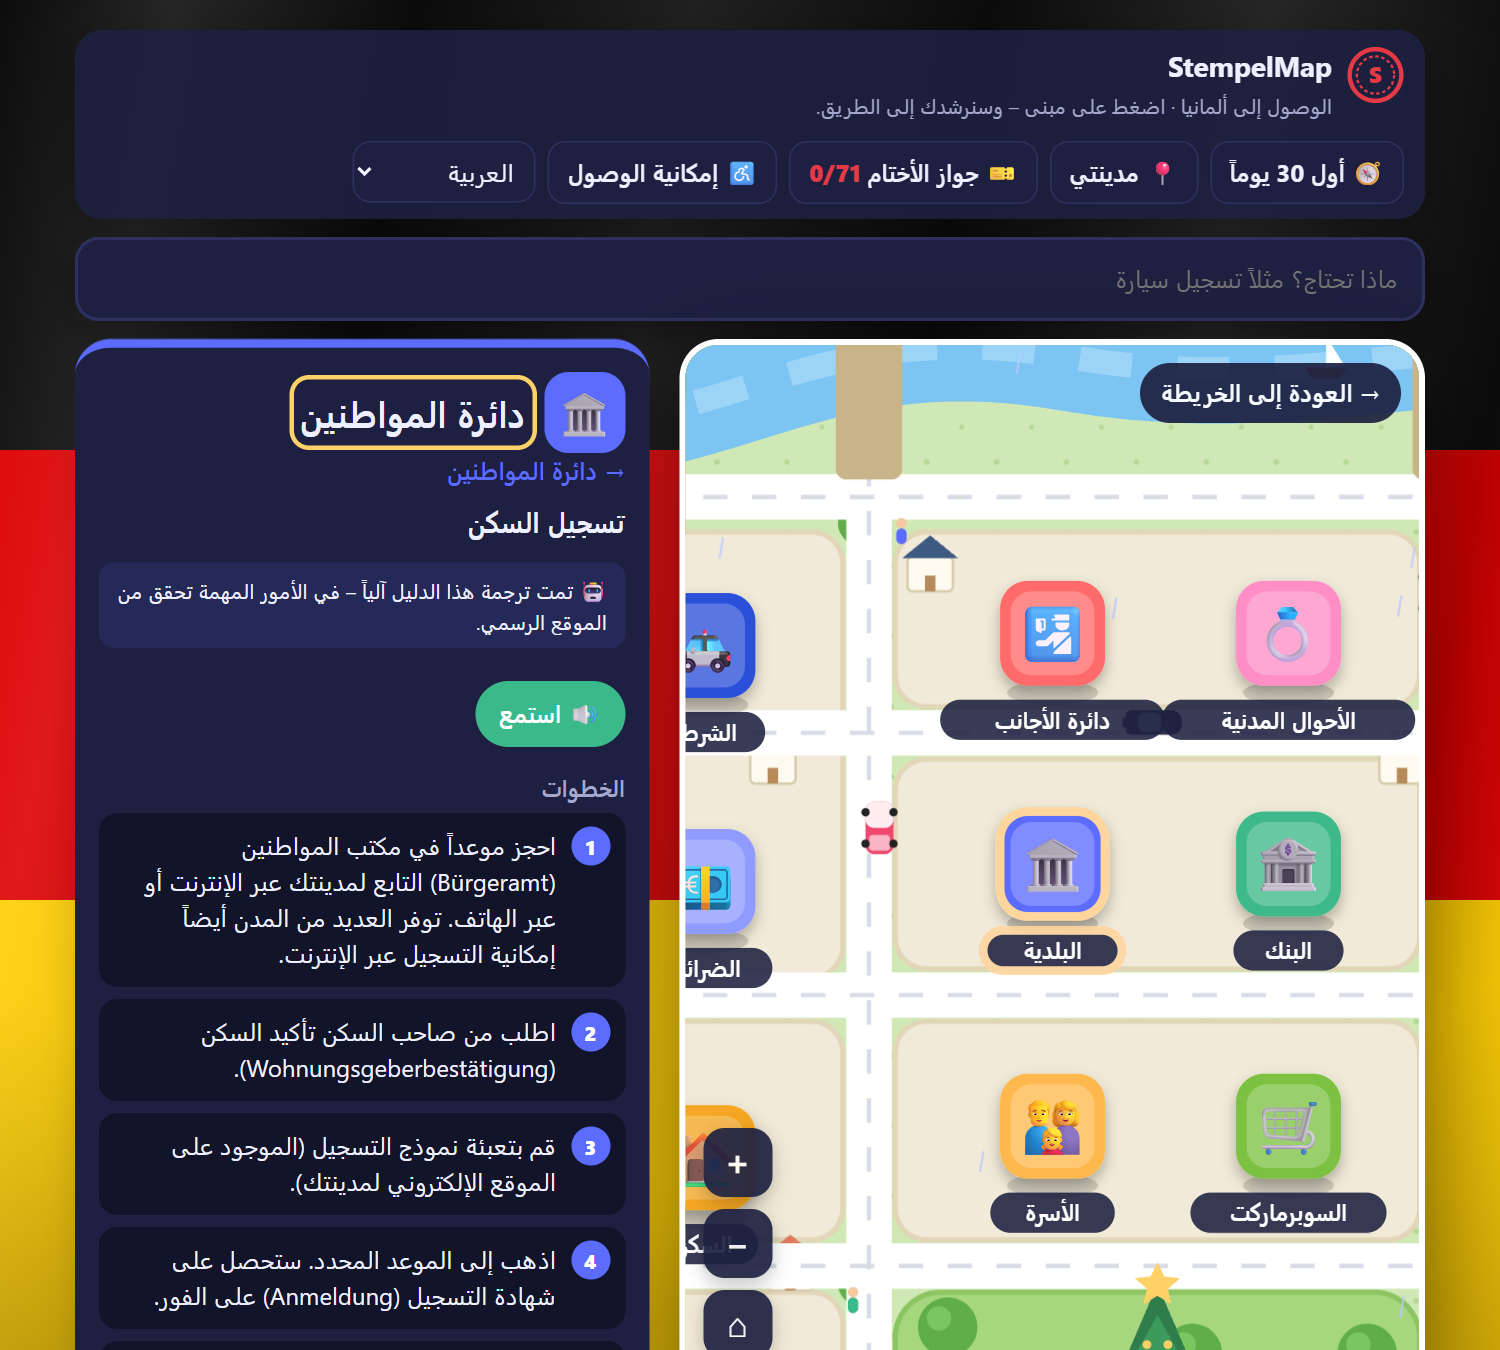 StempelMap
الوصول إلى ألمانيا · اضغط على مبنى – وسنرشدك إلى الطريق.
أول 30 يوماً
مدينتي
جواز الأختام 0/71
إمكانية الوصول
العربية
ماذا تحتاج؟ مثلاً تسجيل سيارة
→ العودة إلى الخريطة
الأحوال المدنية
دائرة الأجانب
الشرط
البنك
البلدية
الضرائ
السوبرماركت
الأسرة
السكن
+
−
دائرة المواطنين
→ دائرة المواطنين
تسجيل السكن
تمت ترجمة هذا الدليل آلياً – في الأمور المهمة تحقق من
الموقع الرسمي.
استمع
الخطوات
1 احجز موعداً في مكتب المواطنين
(Bürgeramt) التابع لمدينتك عبر الإنترنت أو
عبر الهاتف. توفر العديد من المدن أيضاً
إمكانية التسجيل عبر الإنترنت.
2 اطلب من صاحب السكن تأكيد السكن
(Wohnungsgeberbestätigung).
3 قم بتعبئة نموذج التسجيل (الموجود على
الموقع الإلكتروني لمدينتك).
4 اذهب إلى الموعد المحدد. ستحصل على
شهادة التسجيل (Anmeldung) على الفور.